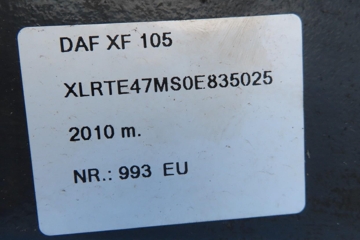 DAF XF 105
XLRTE47MS0E835025
2010 m.
NR.: 993 EU